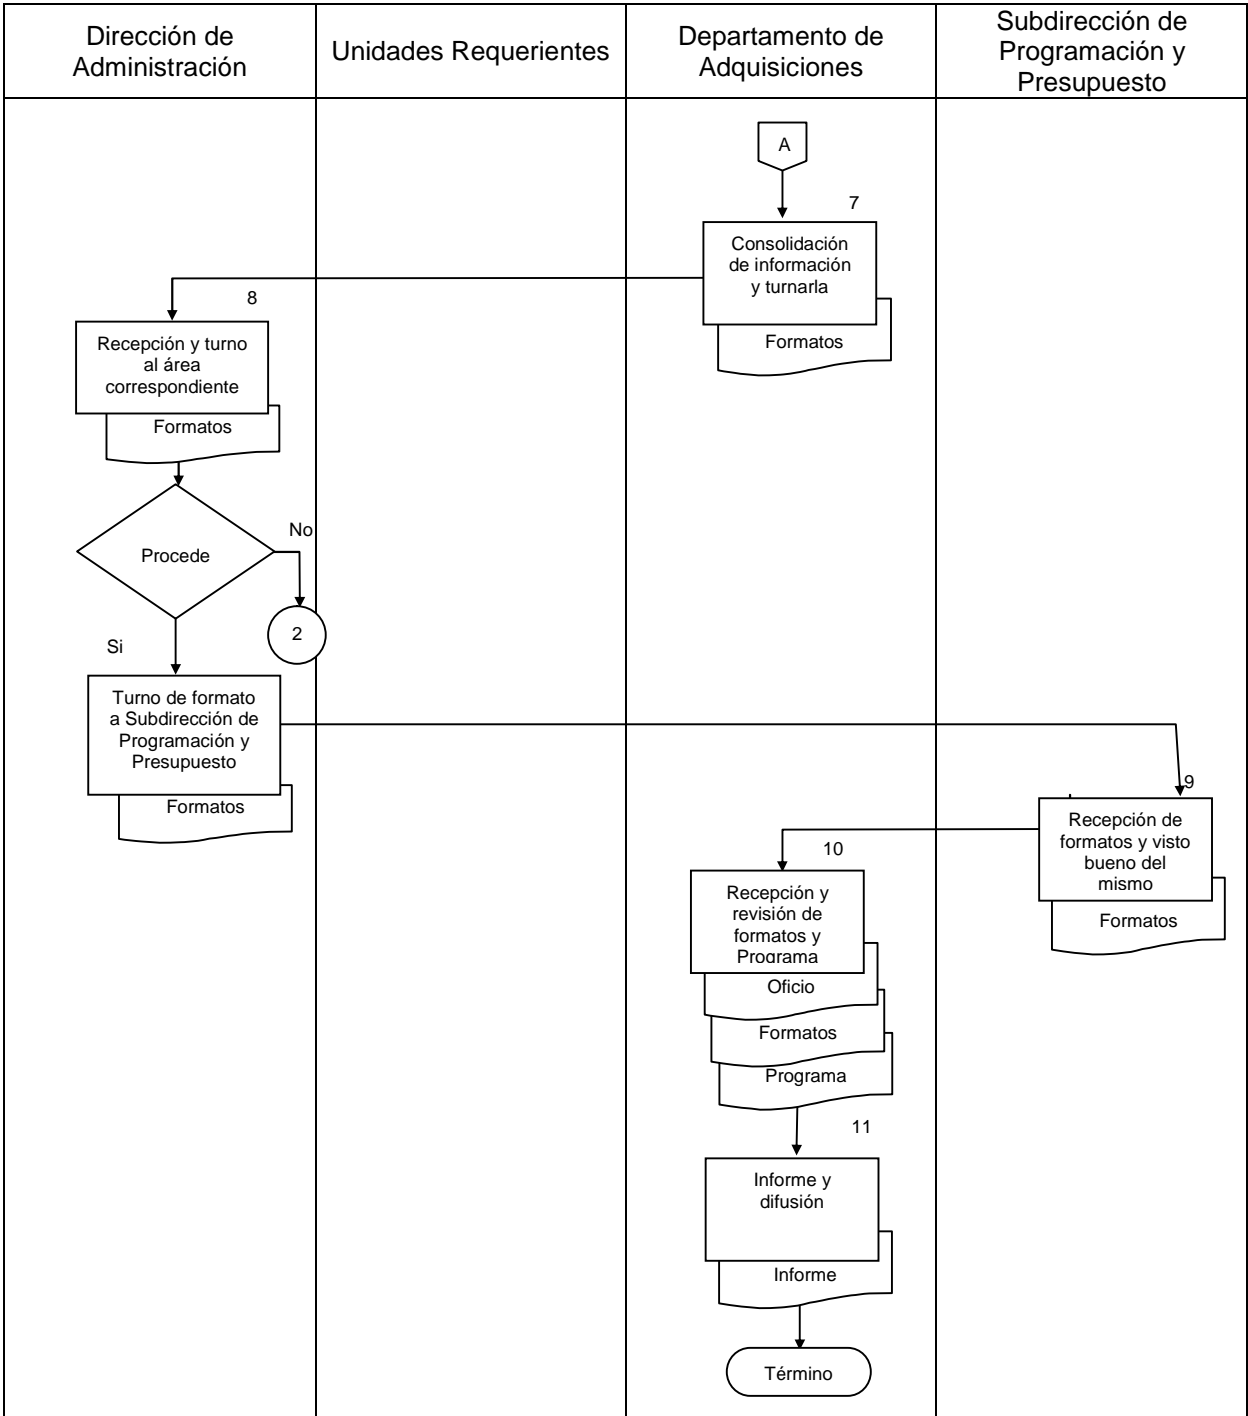 Dirección de
Administración
Unidades Requerientes
Departamento de
Adquisiciones
Subdirección de
Programación y
Presupuesto
A
7
Consolidación
de información
y turnarla
Formatos
8
Recepción y turno
al área
correspondiente
Formatos
Procede
No
2
Si
Turno de formato
a Subdirección de
Programación y
Presupuesto
Formatos
9
Recepción de
formatos y visto
bueno del
mismo
Formatos
10
Recepción y
revisión de
formatos y
Programa
Oficio
Formatos
Programa
11
Informe y
difusión
Informe
Término